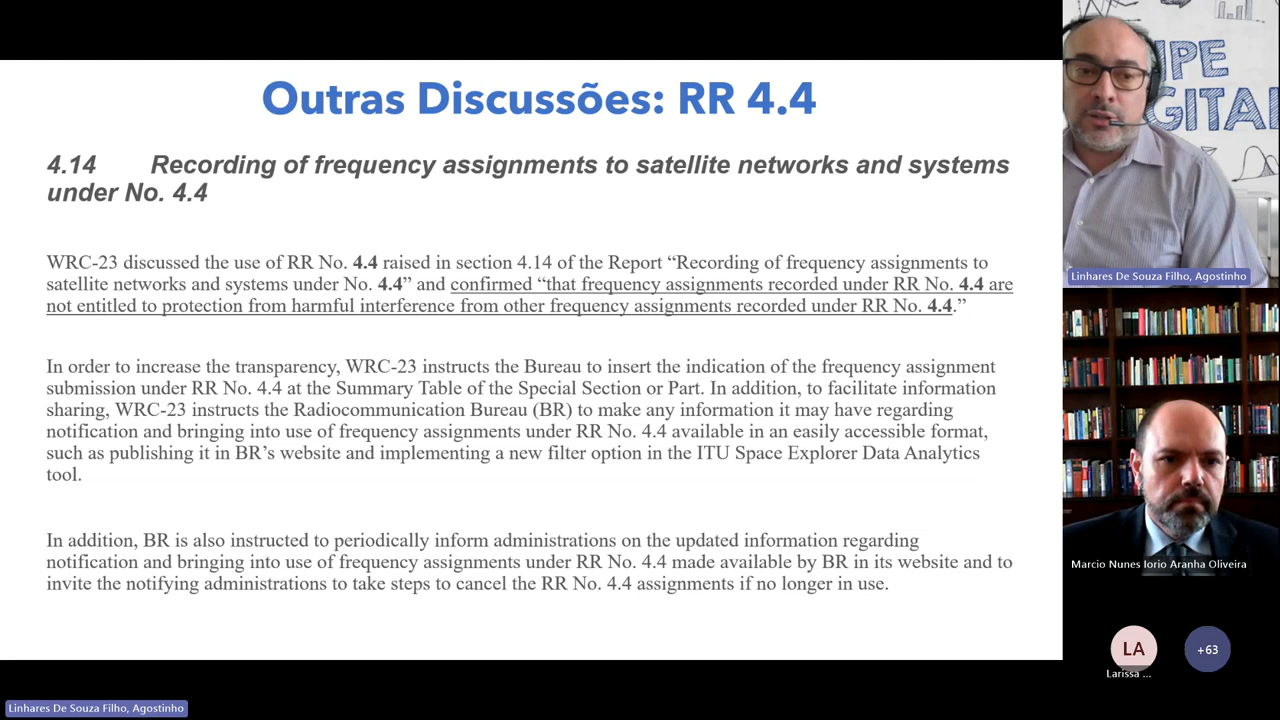 Outras Discussões: RR 4.4
4.14 Recording of frequency assignments to satellite networks and systems
under No. 4.4
WRC-23 discussed the use of RR No. 4.4 raised in section 4.14 of the Report “Recording of frequency assignments to
satellite networks and systems under No. 4.4” and confirmed “that frequency assignments recorded under RR No. 4.4 are
not entitled to protection from harmful interference from other frequency assignments recorded under RR No. 4.4.”
In order to increase the transparency, WRC-23 instructs the Bureau to insert the indication of the frequency assignment
submission under RR No. 4.4 at the Summary Table of the Special Section or Part. In addition, to facilitate information
sharing, WRC-23 instructs the Radiocommunication Bureau (BR) to make any information it may have regarding
notification and bringing into use of frequency assignments under RR No. 4.4 available in an easily accessible format,
such as publishing it in BR’s website and implementing a new filter option in the ITU Space Explorer Data Analytics
tool.
In addition, BR is also instructed to periodically inform administrations on the updated information regarding
notification and bringing into use of frequency assignments under RR No. 4.4 made available by BR in its website and to
invite the notifying administrations to take steps to cancel the RR No. 4.4 assignments if no longer in use.
IPE
GITAL
Linhares De Souza Filho, Agostinho
Marcio Nunes Iorio Aranha Oliveira
LA
+63
Larissa ...
Linhares De Souza Filho, Agostinho